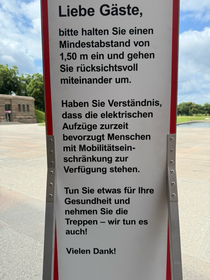 Liebe Gäste,
bitte halten Sie einen
Mindestabstand von
1,50 m ein und gehen
Sie rücksichtsvoll
miteinander um.
Haben Sie Verständnis,
dass die elektrischen
Aufzüge zurzeit
bevorzugt Menschen
mit Mobilitätsein-
schränkung zur
Verfügung stehen.
Tun Sie etwas für Ihre
Gesundheit und
nehmen Sie die
Treppen – wir tun es
auch!
Vielen Dank!